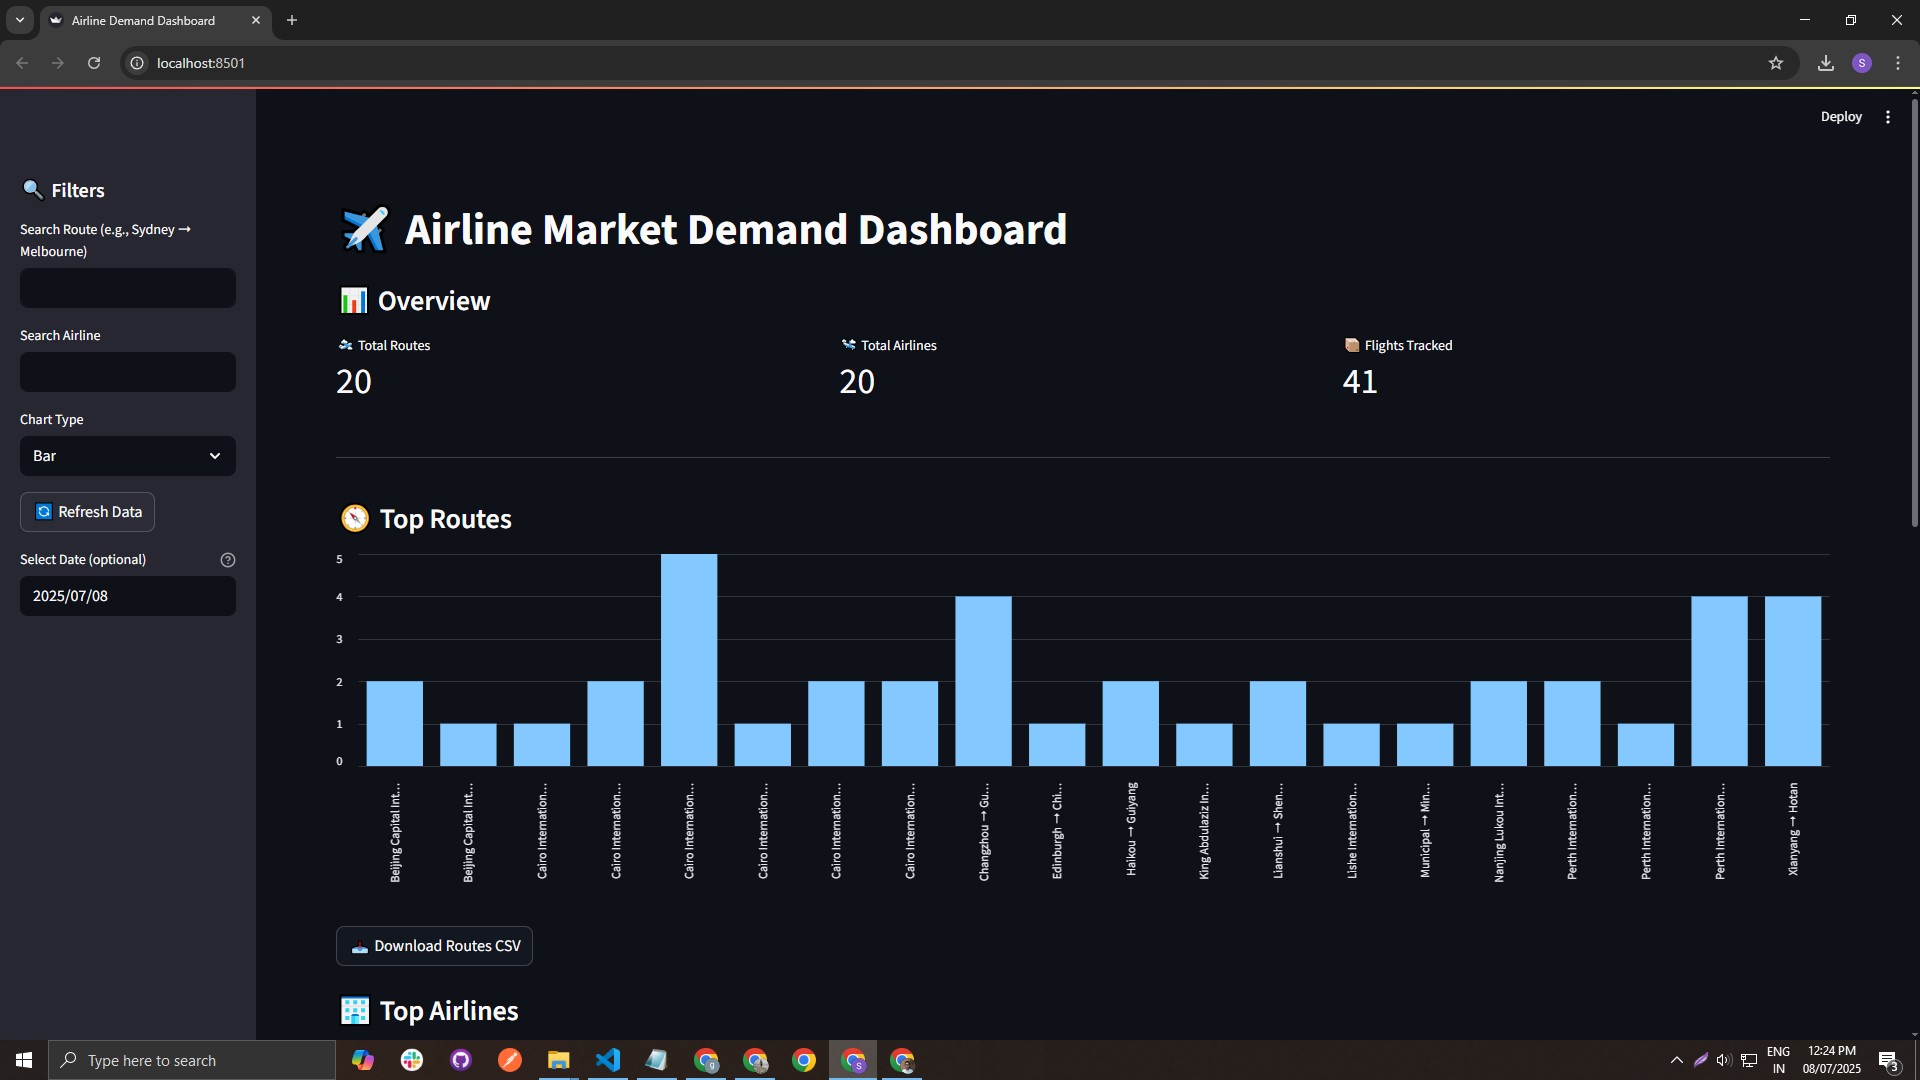 Airline Demand Dashboard
localhost:8501
S
Deploy
Filters
Search Route (e.g., Sydney → 
Melbourne)
Search Airline
Chart Type
Bar
Refresh Data
Select Date (optional)
2025/07/08
Airline Market Demand Dashboard
Overview
Total Routes
Total Airlines
Flights Tracked
20
20
41
Top Routes
5
4
3
2
1
0
Beijing Capital Int...
Beijing Capital Int...
Cairo Internation...
Cairo Internation...
Cairo Internation...
Cairo Internation...
Cairo Internation...
Cairo Internation...
Changzhou → Gu...
Edinburgh → Chi...
Haikou → Guiyang
King Abdulaziz In...
Lianshui → Shen...
Lishe Internation...
Municipal → Min...
Nanjing Lukou Int...
Perth Internation...
Perth Internation...
Perth Internation...
Xianyang → Hotan
Download Routes CSV
Top Airlines
Type here to search
g
S
ENG
IN
12:24 PM
08/07/2025
3